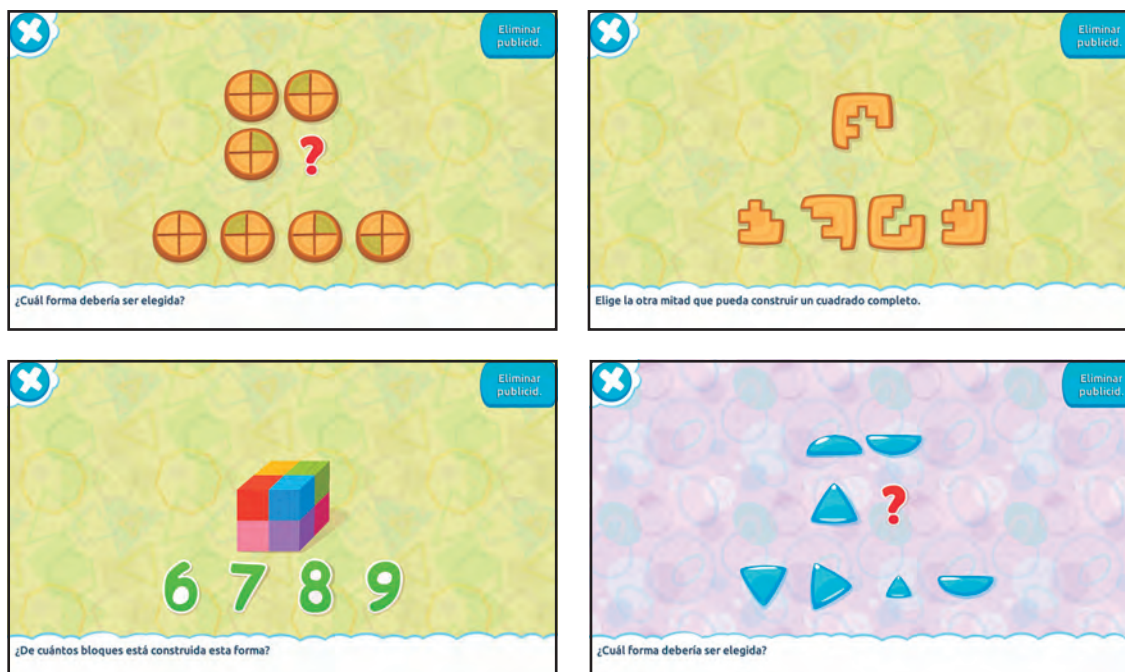 Eliminar
publicid.
?
¿Cuál forma debería ser elegida?
Eliminar
publicid.
Elige la otra mitad que pueda construir un cuadrado completo.
Eliminar
publicid.
6 7 8 9
¿De cuántos bloques está construida esta forma?
Eliminar
publicid.
?
¿Cuál forma debería ser elegida?